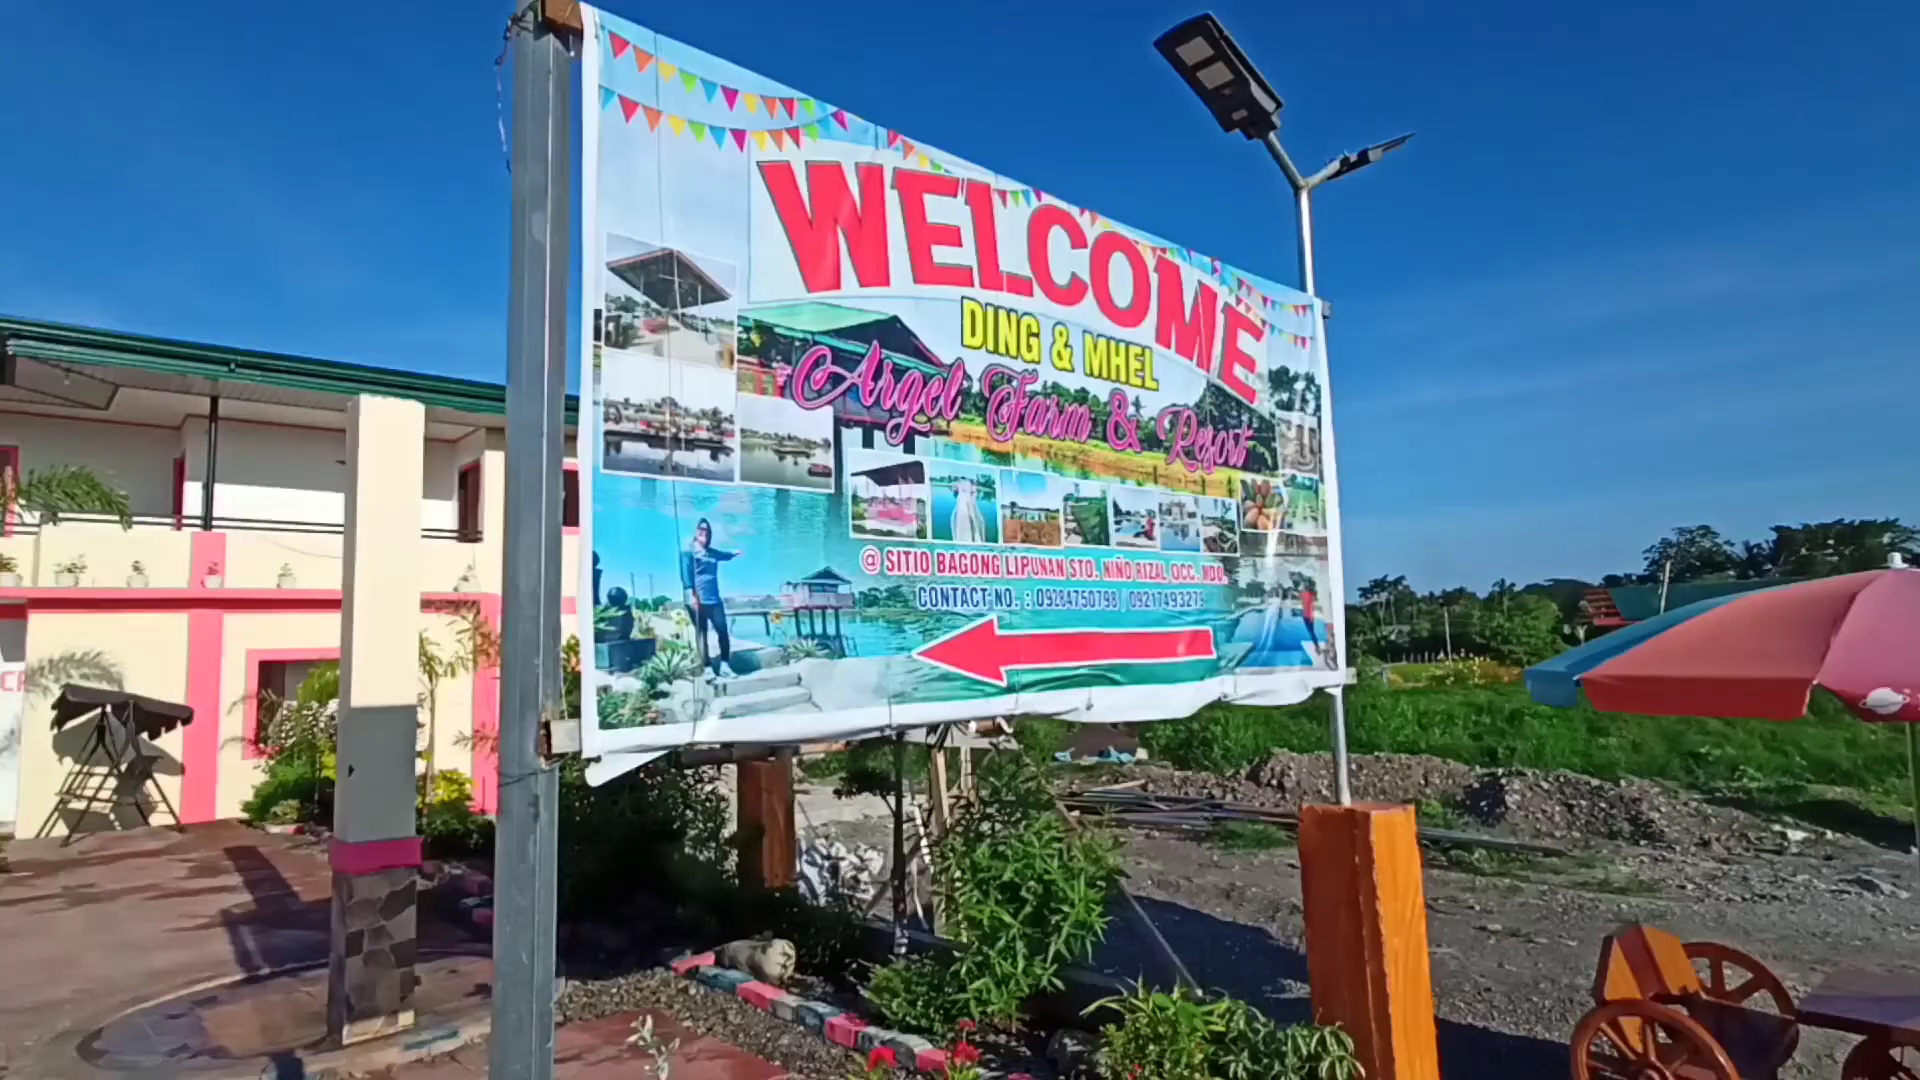 WELCOME
DING & MHEL
Argel Farm & Resort
@ SITIO BAGONG LIPUNAN STO. NIÑO RIZAL OCC. MDO.
CONTACT NO. : 09284750798/ 09217493279